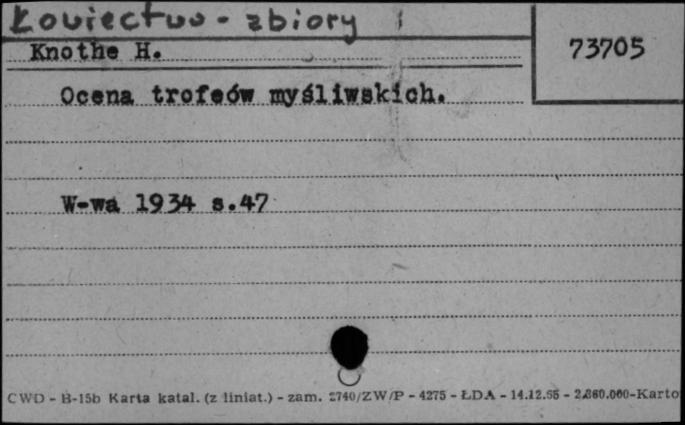 Łowiectwo - zbiory
Knothe H.
73705
Ocena trofeów myśliwskich.
W-wa 1934 s.47
CWD - B-15b Karta katal. (z liniat.) - zam. 2740/ZW/P - 4275 - ŁDA - 14.12.55 - 2.860.000-Karto